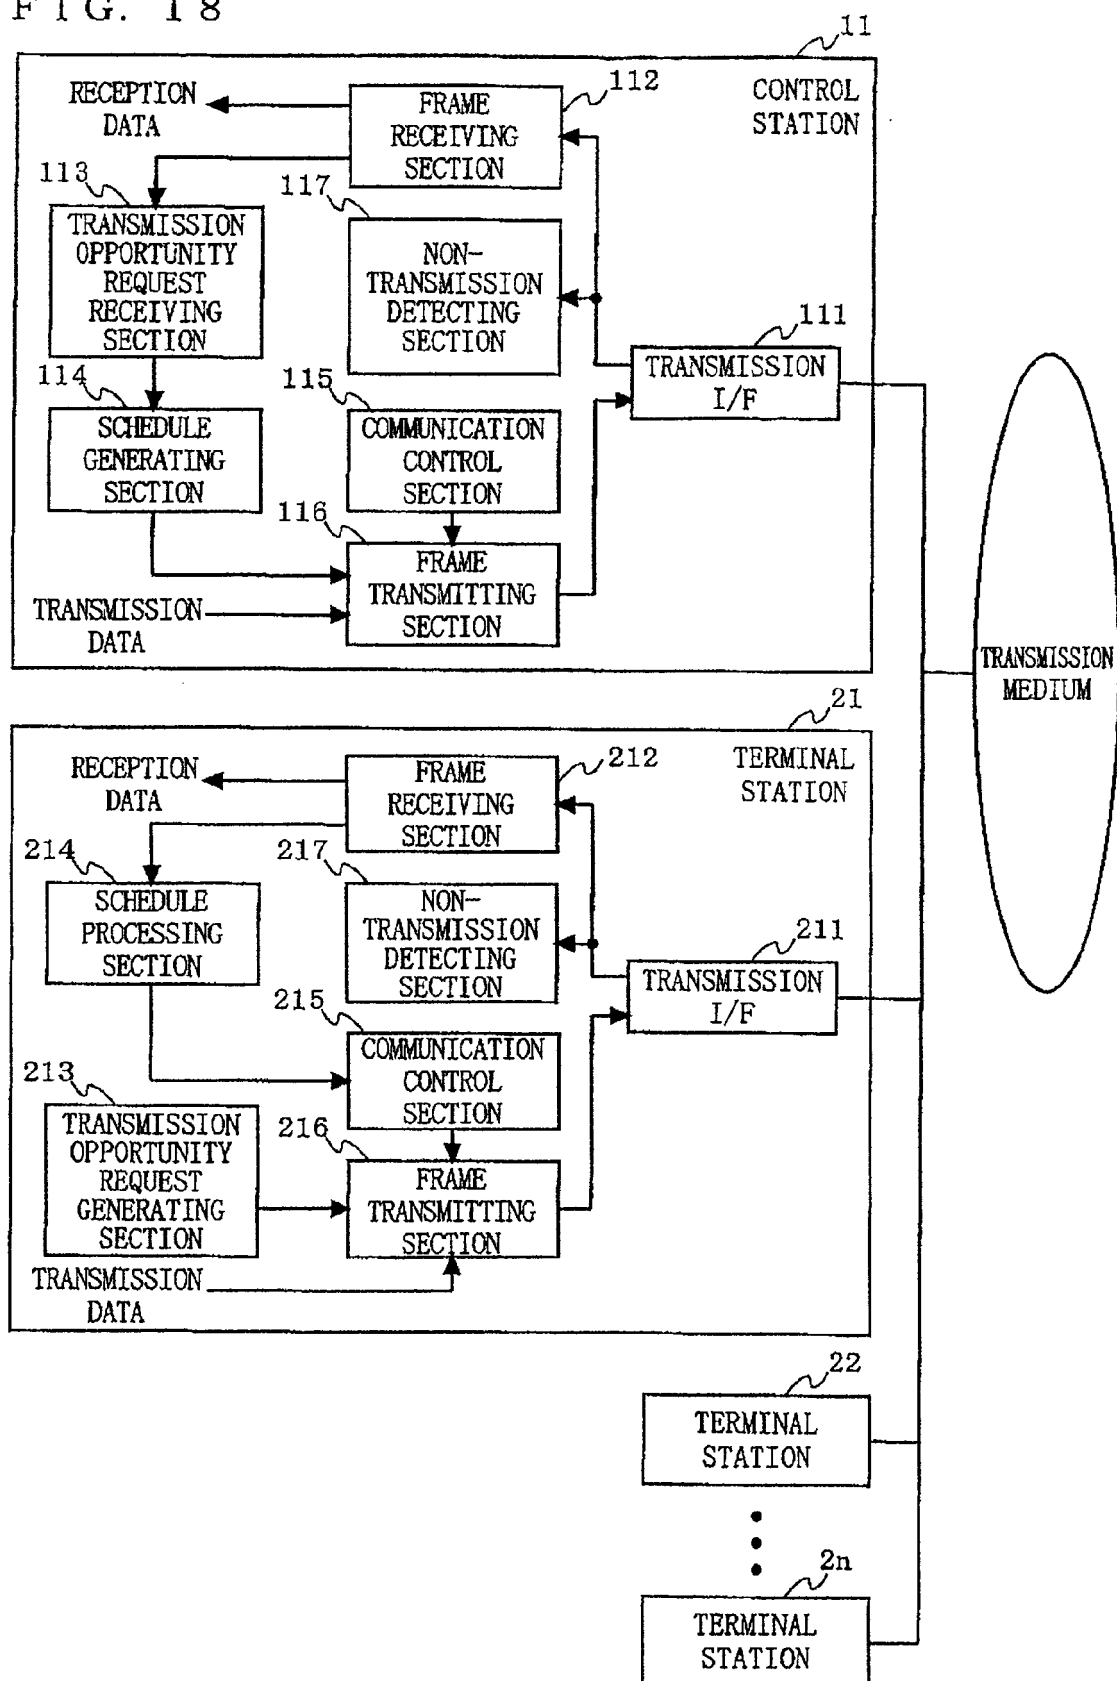 FIG. 18
11
CONTROL
STATION
RECEPTION
DATA
FRAME
RECEIVING
SECTION
112
113
TRANSMISSION
OPPORTUNITY
REQUEST
RECEIVING
SECTION
117
NON-
TRANSMISSION
DETECTING
SECTION
111
TRANSMISSION
I/F
114
SCHEDULE
GENERATING
SECTION
115
COMMUNICATION
CONTROL
SECTION
116
FRAME
TRANSMITTING
SECTION
TRANSMISSION
DATA
TRANSMISSION
MEDIUM
21
TERMINAL
STATION
RECEPTION
DATA
FRAME
RECEIVING
SECTION
212
214
SCHEDULE
PROCESSING
SECTION
217
NON-
TRANSMISSION
DETECTING
SECTION
211
TRANSMISSION
I/F
215
COMMUNICATION
CONTROL
SECTION
213
TRANSMISSION
OPPORTUNITY
REQUEST
GENERATING
SECTION
216
FRAME
TRANSMITTING
SECTION
TRANSMISSION
DATA
22
TERMINAL
STATION
2n
TERMINAL
STATION